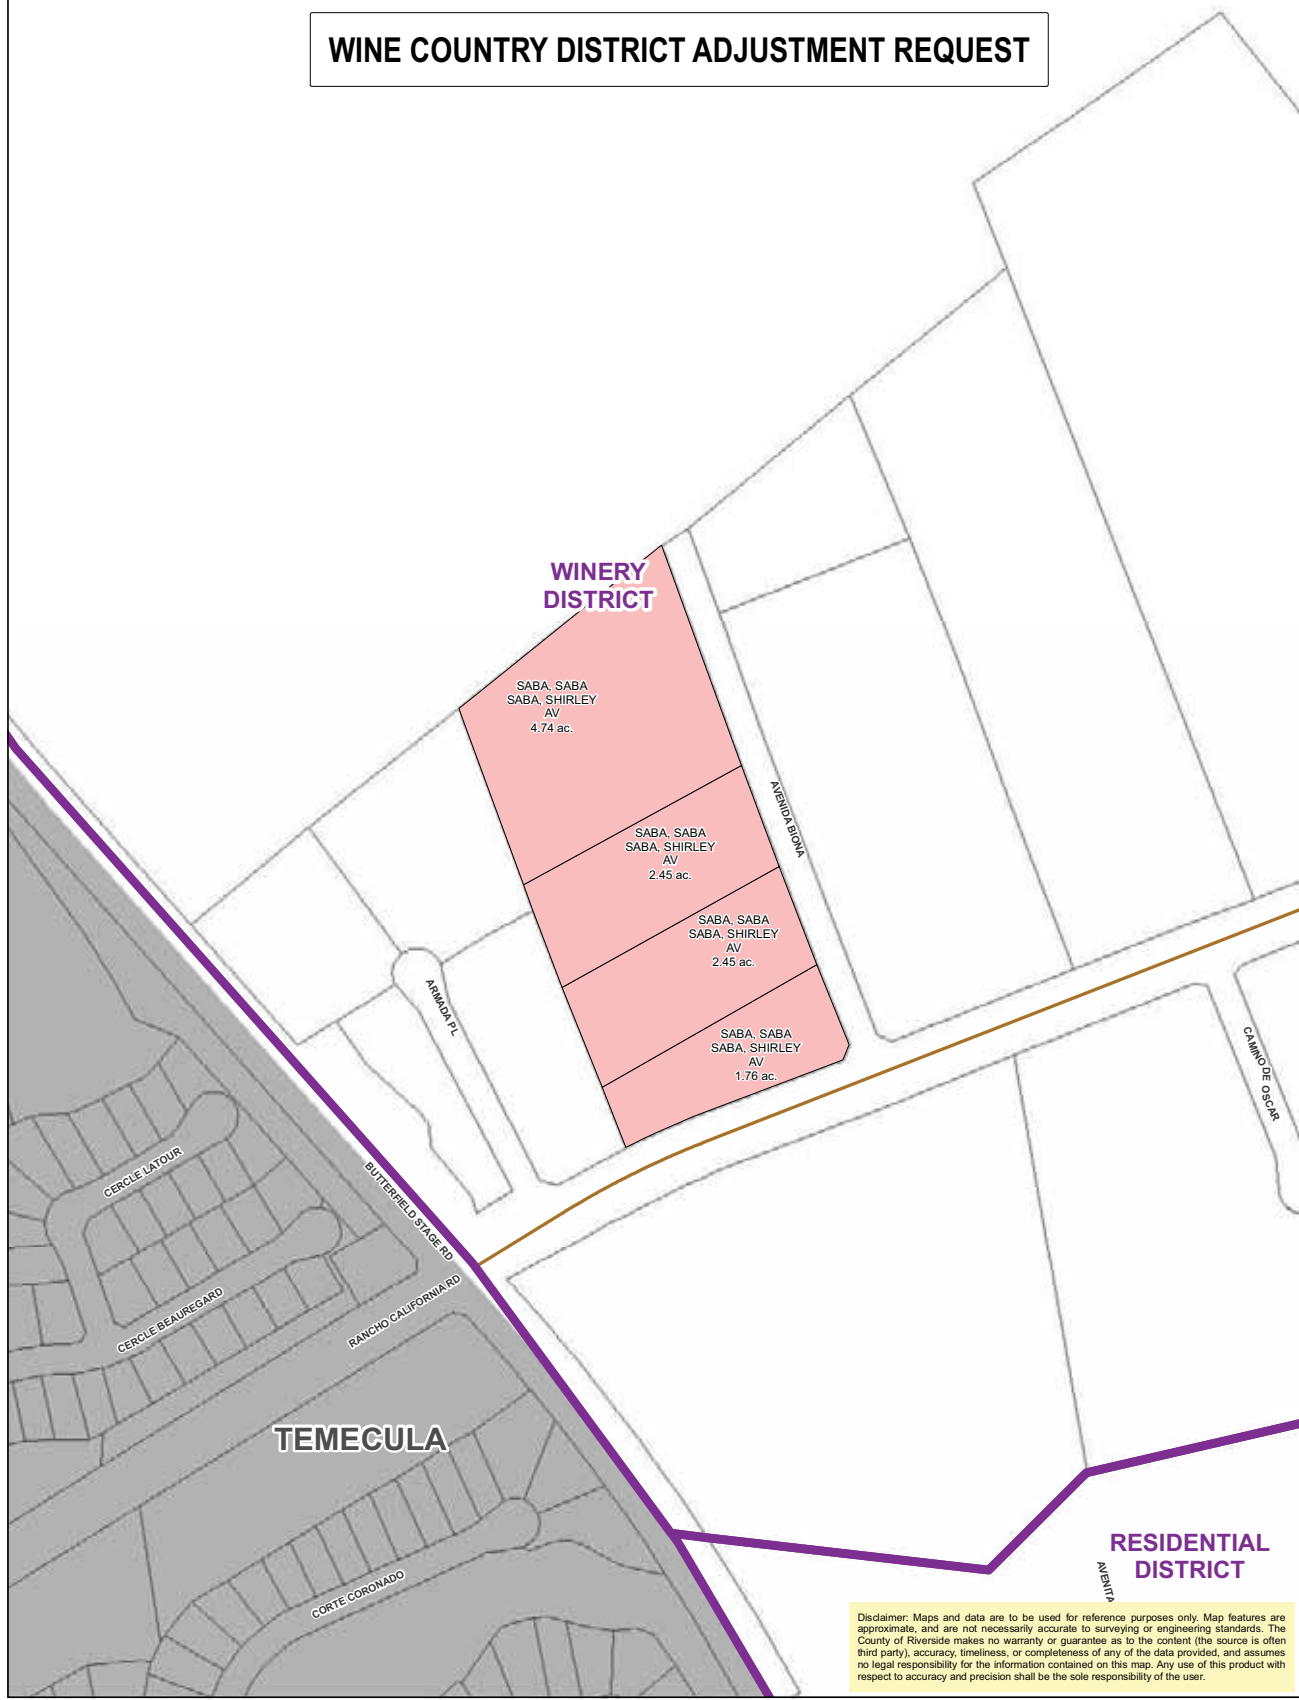 WINE COUNTRY DISTRICT ADJUSTMENT REQUEST
WINERY
DISTRICT
SABA, SABA
SABA, SHIRLEY
AV
4.74 ac.
SABA, SABA
SABA, SHIRLEY
AV
2.45 ac.
AVENIDA BIONA
SABA, SABA
SABA, SHIRLEY
AV
2.45 ac.
ARMADA PL
SABA, SABA
SABA, SHIRLEY
AV
1.76 ac.
CAMINO DE OSCAR
CERCLE LATOUR
BUTTERFIELD STAGE RD
CERCLE BEAUREGARD
RANCHO CALIFORNIA RD
TEMECULA
CORTE CORONADO
RESIDENTIAL
DISTRICT
AVENITA
Disclaimer: Maps and data are to be used for reference purposes only. Map features are
approximate, and are not necessarily accurate to surveying or engineering standards. The
County of Riverside makes no warranty or guarantee as to the content (the source is often
third party), accuracy, timeliness, or completeness of any of the data provided, and assumes
no legal responsibility for the information contained on this map. Any use of this product with
respect to accuracy and precision shall be the sole responsibility of the user.